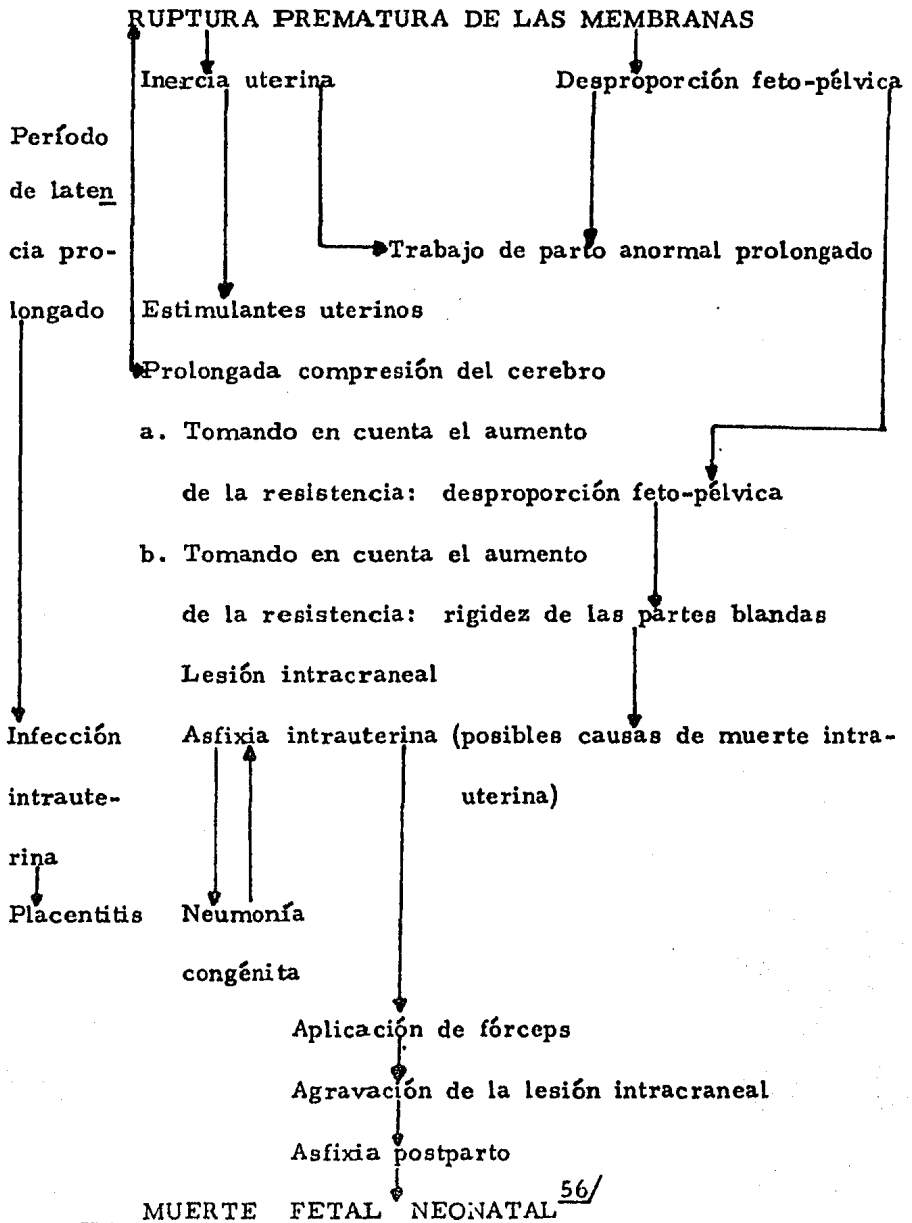 RUPTURA PREMATURA DE LAS MEMBRANAS
Inercia uterina
Desproporción feto-pélvica
Período
de laten
cia pro-
longado
Trabajo de parto anormal prolongado
Estimulantes uterinos
Prolongada compresión del cerebro
a. Tomando en cuenta el aumento
de la resistencia: desproporción feto-pélvica
b. Tomando en cuenta el aumento
de la resistencia: rigidez de las partes blandas
Lesión intracraneal
Infección
intraute-
rina
Asfixia intrauterina (posibles causas de muerte intra-
uterina)
Placentitis
Neumonía
congénita
Aplicación de fórceps
Agravación de la lesión intracraneal
Asfixia postparto
MUERTE FETAL NEONATAL 56/